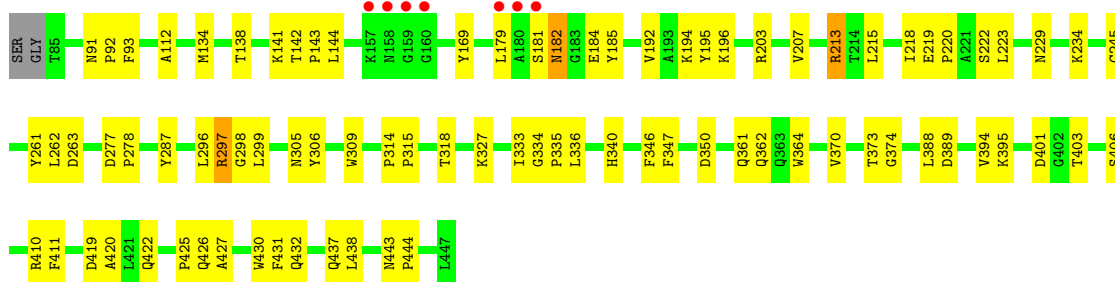 SER GLY T85 N91 P92 F93 A112 M134 T138 K141 T142 P143 L144 K157 N158 G159 G160 Y169 L179 A180 S181 N182 G183 E184 Y185 V192 A193 K194 Y195 K196 R203 V207 R213 T214 L215 I218 E219 P220 A221 S222 L223 N229 K234
Y261 L262 D263 D277 P278 Y287 L296 R297 G298 L299 N305 Y306 W309 P314 P315 T318 K327 I333 G334 P335 L336 H340 F346 F347 D350 Q361 Q362 Q363 W364 V370 T373 G374 L388 D389 V394 K395 D401 G402 T403
R410 F411 D419 A420 L421 Q422 P425 Q426 A427 W430 F431 Q432 Q437 L438 N443 P444 L447